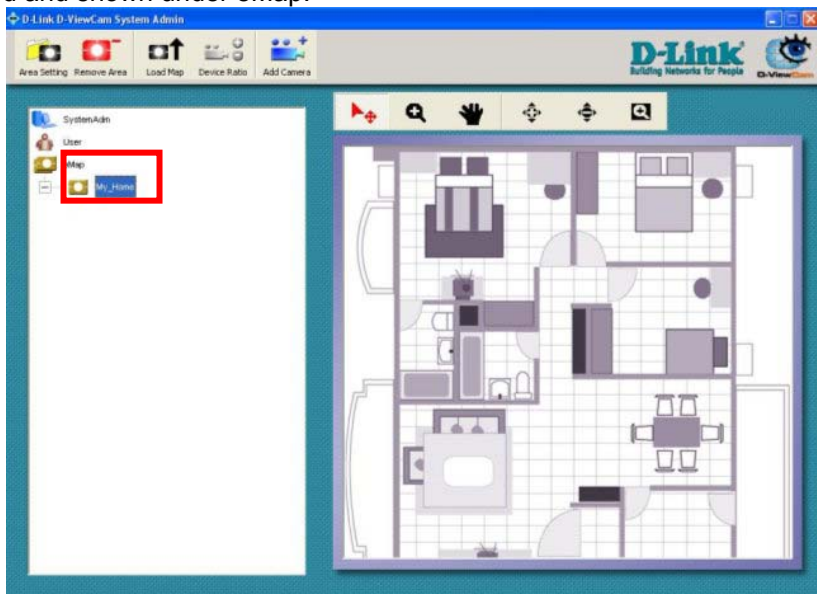 d and shown under eMap.
D-Link D-ViewCam System Admin
Area Setting Remove Area Load Map Device Ratio Add Camera
D-Link
Building Networks for People
D-ViewCam
SystemAdm
User
eMap
My_Home